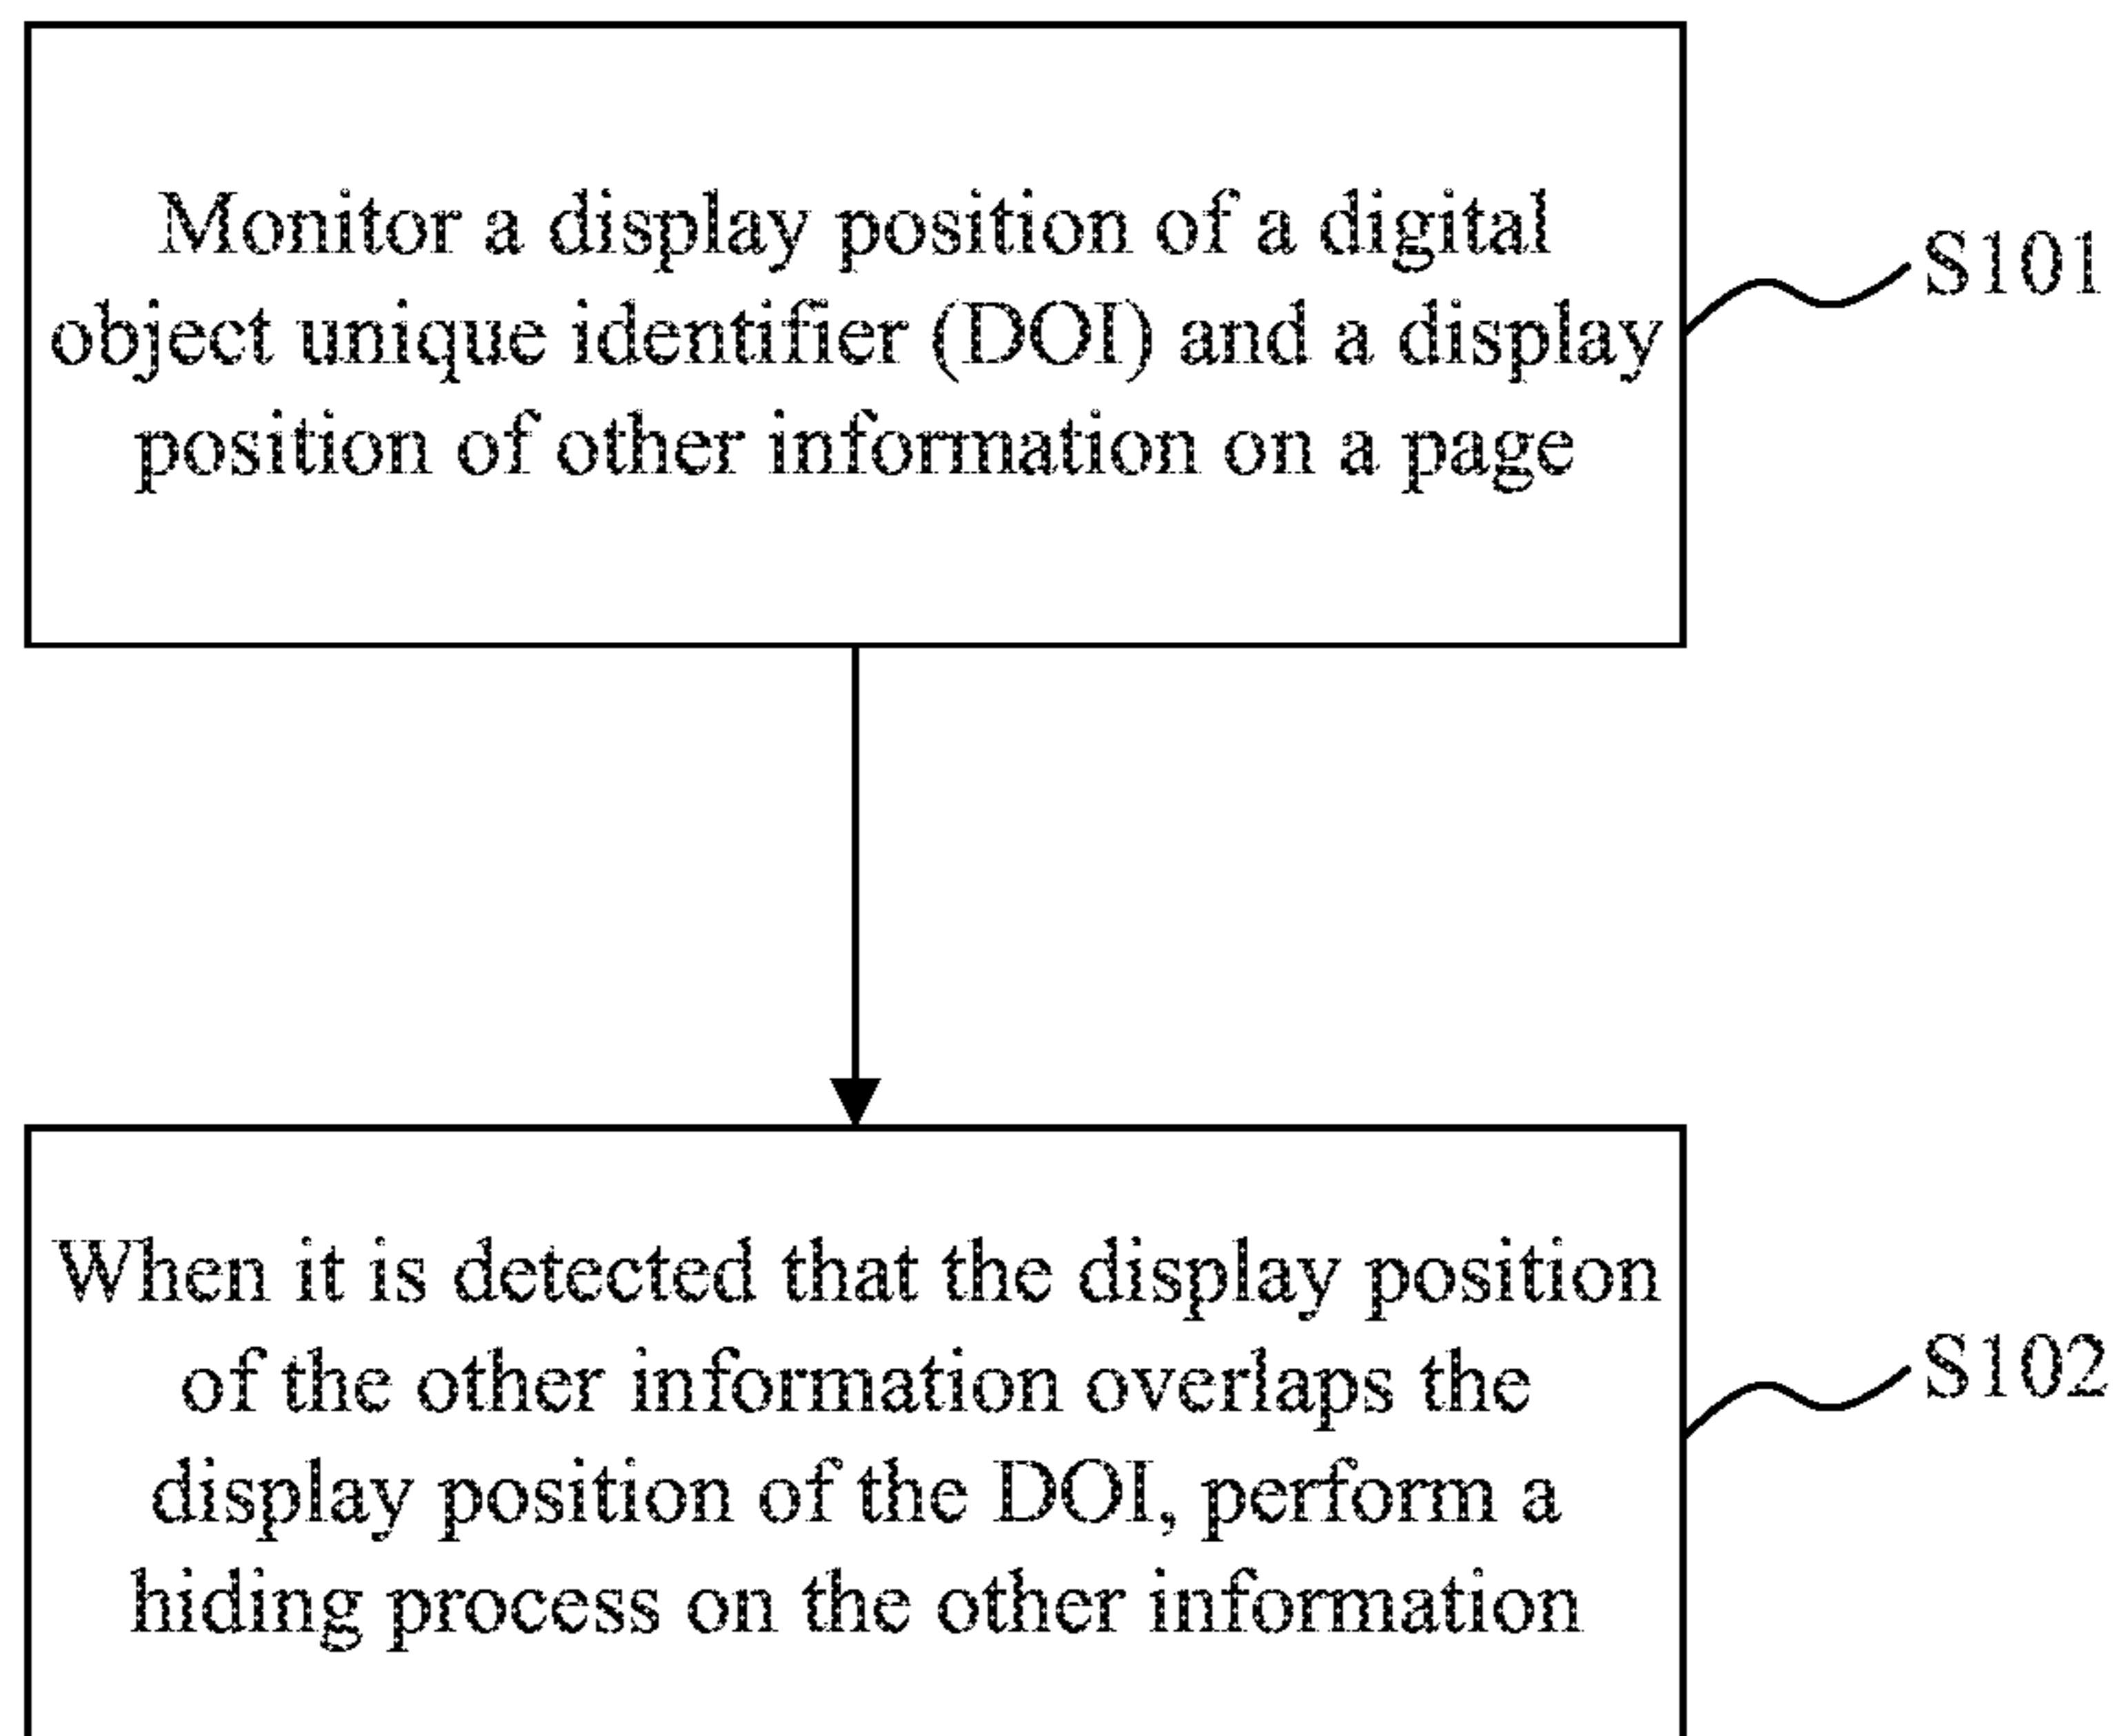 Monitor a display position of a digital
object unique identifier (DOI) and a display
position of other information on a page
S101
When it is detected that the display position
of the other information overlaps the
display position of the DOI, perform a
hiding process on the other information
S102